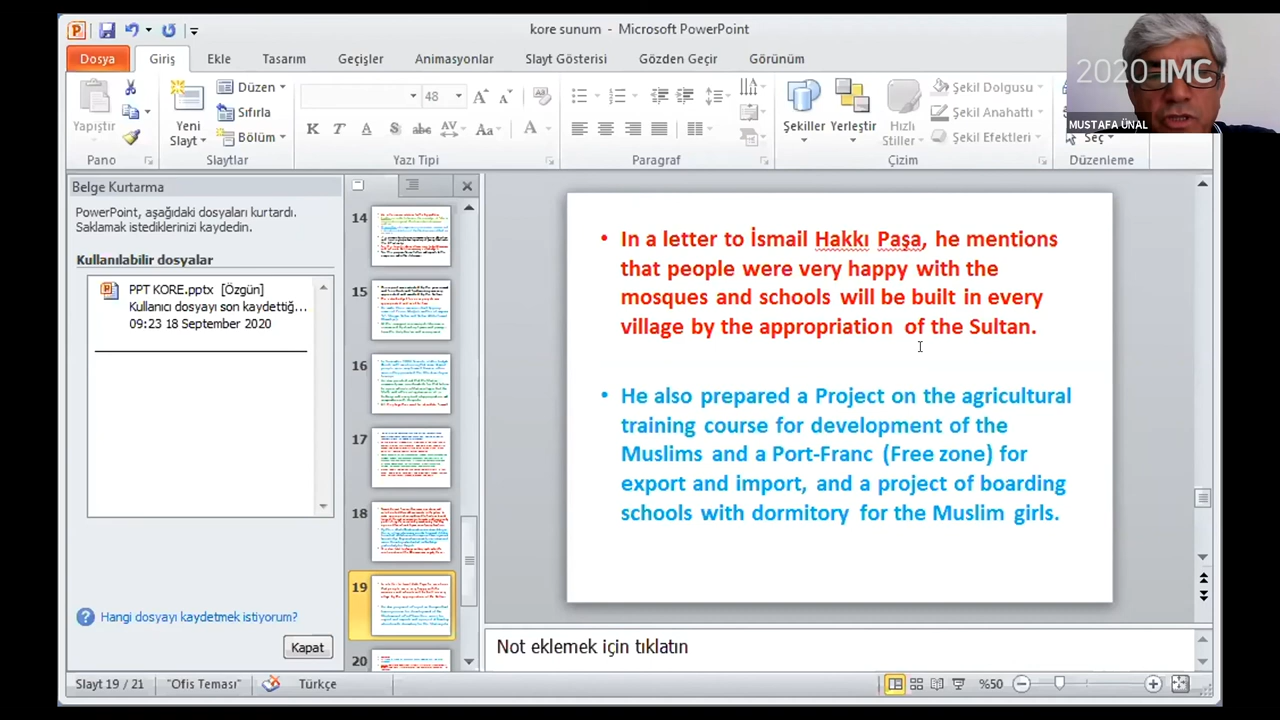 kore sunum - Microsoft PowerPoint
2020 IMC
MUSTAFA ÜNAL
Dosya Giriş Ekle Tasarım Geçişler Animasyonlar Slayt Gösterisi Gözden Geçir Görünüm
Yapıştır
Pano
Yeni
Slayt
Düzen
Sıfırla
Bölüm
Slaytlar
48
K T A S abc AV Aa A
Yazı Tipi
Paragraf
Şekiller
Yerleştir
Hızlı
Stiller
Şekil Dolgusu
Şekil Anahattı
Şekil Efektleri
Çizim
Seç
Düzenleme
Belge Kurtarma
PowerPoint, aşağıdaki dosyaları kurtardı.
Saklamak istediklerinizi kaydedin.
Kullanılabilir dosyalar
PPT KORE.pptx [Özgün]
Kullanıcı dosyayı son kaydettiğ...
09:23 18 September 2020
Hangi dosyayı kaydetmek istiyorum?
Kapat
14
15
16
17
18
19
20
• In a letter to İsmail Hakkı Paşa, he mentions
that people were very happy with the
mosques and schools will be built in every
village by the appropriation of the Sultan.
• He also prepared a Project on the agricultural
training course for development of the
Muslims and a Port-Franc (Free zone) for
export and import, and a project of boarding
schools with dormitory for the Muslim girls.
Not eklemek için tıklatın
Slayt 19 / 21
"Ofis Teması"
Türkçe
%50